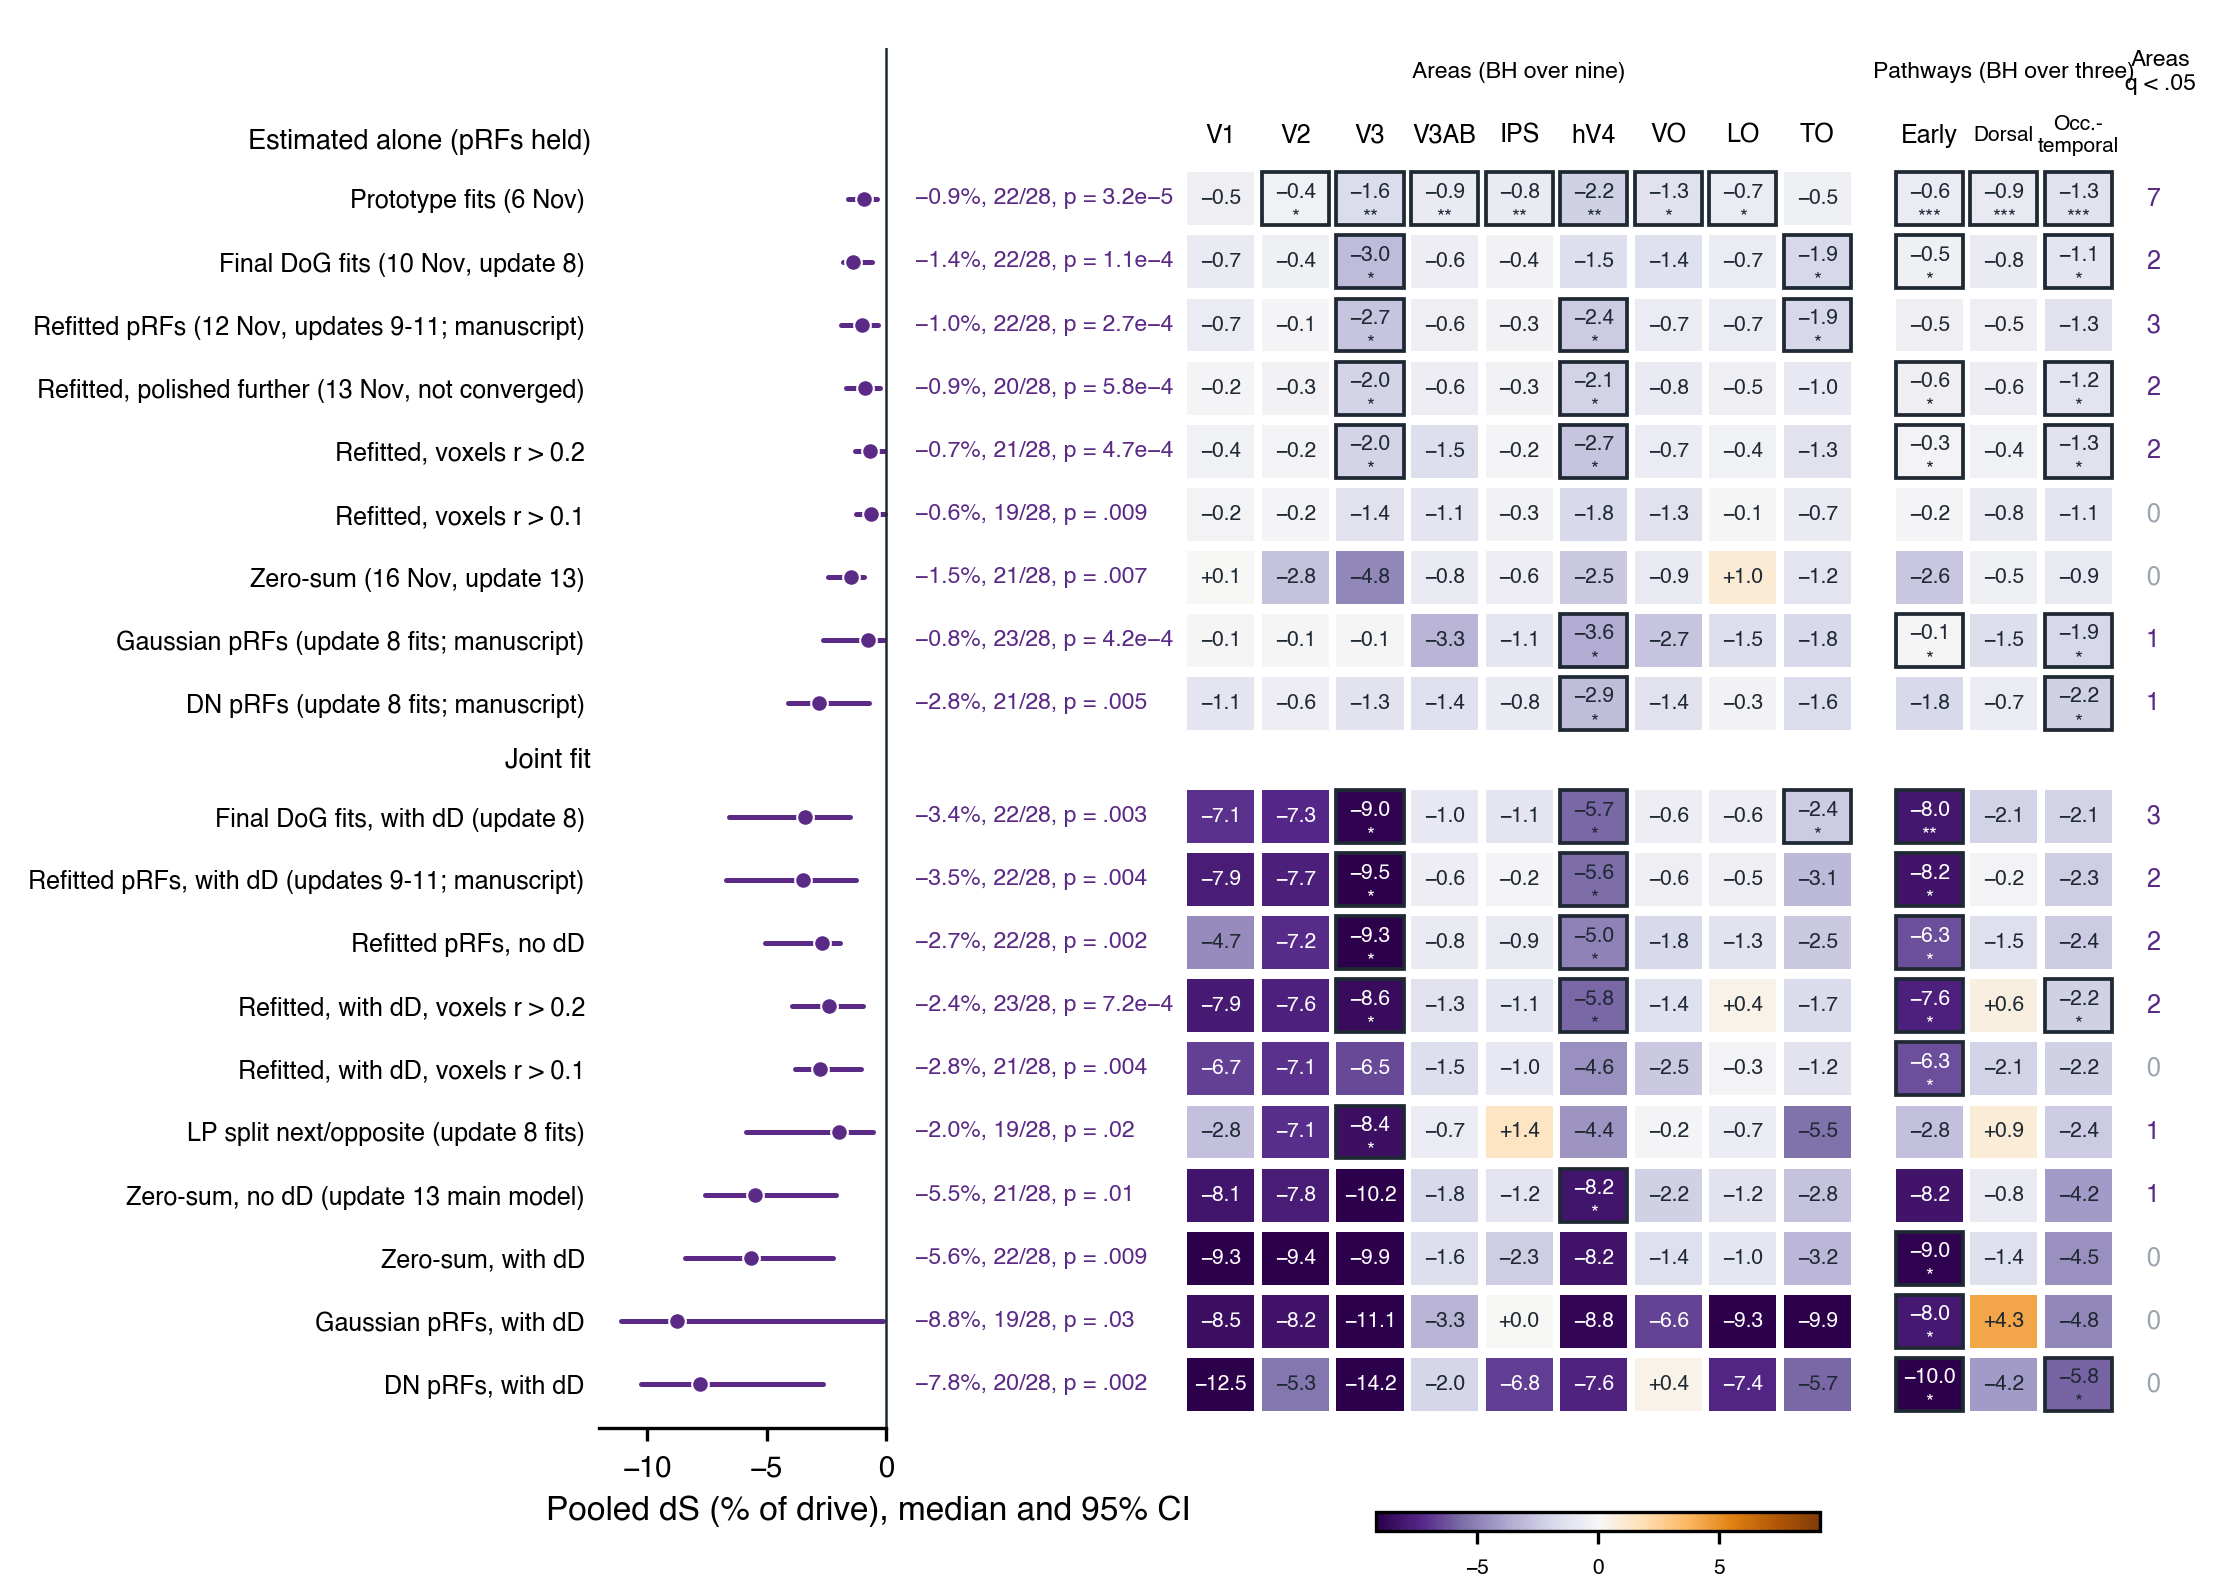 Areas (BH over nine)
Pathways (BH over three)
Areas
q < .05
Estimated alone (pRFs held)
V1 V2 V3 V3AB IPS hV4 VO LO TO Early Dorsal Occ.-
temporal
Prototype fits (6 Nov) −0.9%, 22/28, p = 3.2e−5 −0.5 −0.4 −1.6 −0.9 −0.8 −2.2 −1.3 −0.7 −0.5 −0.6 −0.9 −1.3 7
* ** ** ** ** * * *** *** ***
Final DoG fits (10 Nov, update 8) −1.4%, 22/28, p = 1.1e−4 −0.7 −0.4 −3.0 −0.6 −0.4 −1.5 −1.4 −0.7 −1.9 −0.5 −0.8 −1.1 2
* * * *
Refitted pRFs (12 Nov, updates 9-11; manuscript) −1.0%, 22/28, p = 2.7e−4 −0.7 −0.1 −2.7 −0.6 −0.3 −2.4 −0.7 −0.7 −1.9 −0.5 −0.5 −1.3 3
* * *
Refitted, polished further (13 Nov, not converged) −0.9%, 20/28, p = 5.8e−4 −0.2 −0.3 −2.0 −0.6 −0.3 −2.1 −0.8 −0.5 −1.0 −0.6 −0.6 −1.2 2
* * * *
Refitted, voxels r > 0.2 −0.7%, 21/28, p = 4.7e−4 −0.4 −0.2 −2.0 −1.5 −0.2 −2.7 −0.7 −0.4 −1.3 −0.3 −0.4 −1.3 2
* * * *
Refitted, voxels r > 0.1 −0.6%, 19/28, p = .009 −0.2 −0.2 −1.4 −1.1 −0.3 −1.8 −1.3 −0.1 −0.7 −0.2 −0.8 −1.1 0
Zero-sum (16 Nov, update 13) −1.5%, 21/28, p = .007 +0.1 −2.8 −4.8 −0.8 −0.6 −2.5 −0.9 +1.0 −1.2 −2.6 −0.5 −0.9 0
Gaussian pRFs (update 8 fits; manuscript) −0.8%, 23/28, p = 4.2e−4 −0.1 −0.1 −0.1 −3.3 −1.1 −3.6 −2.7 −1.5 −1.8 −0.1 −1.5 −1.9 1
* * *
DN pRFs (update 8 fits; manuscript) −2.8%, 21/28, p = .005 −1.1 −0.6 −1.3 −1.4 −0.8 −2.9 −1.4 −0.3 −1.6 −1.8 −0.7 −2.2 1
* *
Joint fit
Final DoG fits, with dD (update 8) −3.4%, 22/28, p = .003 −7.1 −7.3 −9.0 −1.0 −1.1 −5.7 −0.6 −0.6 −2.4 −8.0 −2.1 −2.1 3
* * * **
Refitted pRFs, with dD (updates 9-11; manuscript) −3.5%, 22/28, p = .004 −7.9 −7.7 −9.5 −0.6 −0.2 −5.6 −0.6 −0.5 −3.1 −8.2 −0.2 −2.3 2
* * *
Refitted pRFs, no dD −2.7%, 22/28, p = .002 −4.7 −7.2 −9.3 −0.8 −0.9 −5.0 −1.8 −1.3 −2.5 −6.3 −1.5 −2.4 2
* * *
Refitted, with dD, voxels r > 0.2 −2.4%, 23/28, p = 7.2e−4 −7.9 −7.6 −8.6 −1.3 −1.1 −5.8 −1.4 +0.4 −1.7 −7.6 +0.6 −2.2 2
* * * *
Refitted, with dD, voxels r > 0.1 −2.8%, 21/28, p = .004 −6.7 −7.1 −6.5 −1.5 −1.0 −4.6 −2.5 −0.3 −1.2 −6.3 −2.1 −2.2 0
*
LP split next/opposite (update 8 fits) −2.0%, 19/28, p = .02 −2.8 −7.1 −8.4 −0.7 +1.4 −4.4 −0.2 −0.7 −5.5 −2.8 +0.9 −2.4 1
*
Zero-sum, no dD (update 13 main model) −5.5%, 21/28, p = .01 −8.1 −7.8 −10.2 −1.8 −1.2 −8.2 −2.2 −1.2 −2.8 −8.2 −0.8 −4.2 1
*
Zero-sum, with dD −5.6%, 22/28, p = .009 −9.3 −9.4 −9.9 −1.6 −2.3 −8.2 −1.4 −1.0 −3.2 −9.0 −1.4 −4.5 0
*
Gaussian pRFs, with dD −8.8%, 19/28, p = .03 −8.5 −8.2 −11.1 −3.3 +0.0 −8.8 −6.6 −9.3 −9.9 −8.0 +4.3 −4.8 0
*
DN pRFs, with dD −7.8%, 20/28, p = .002 −12.5 −5.3 −14.2 −2.0 −6.8 −7.6 +0.4 −7.4 −5.7 −10.0 −4.2 −5.8 0
* *
−10 −5 0
Pooled dS (% of drive), median and 95% CI
−5 0 5